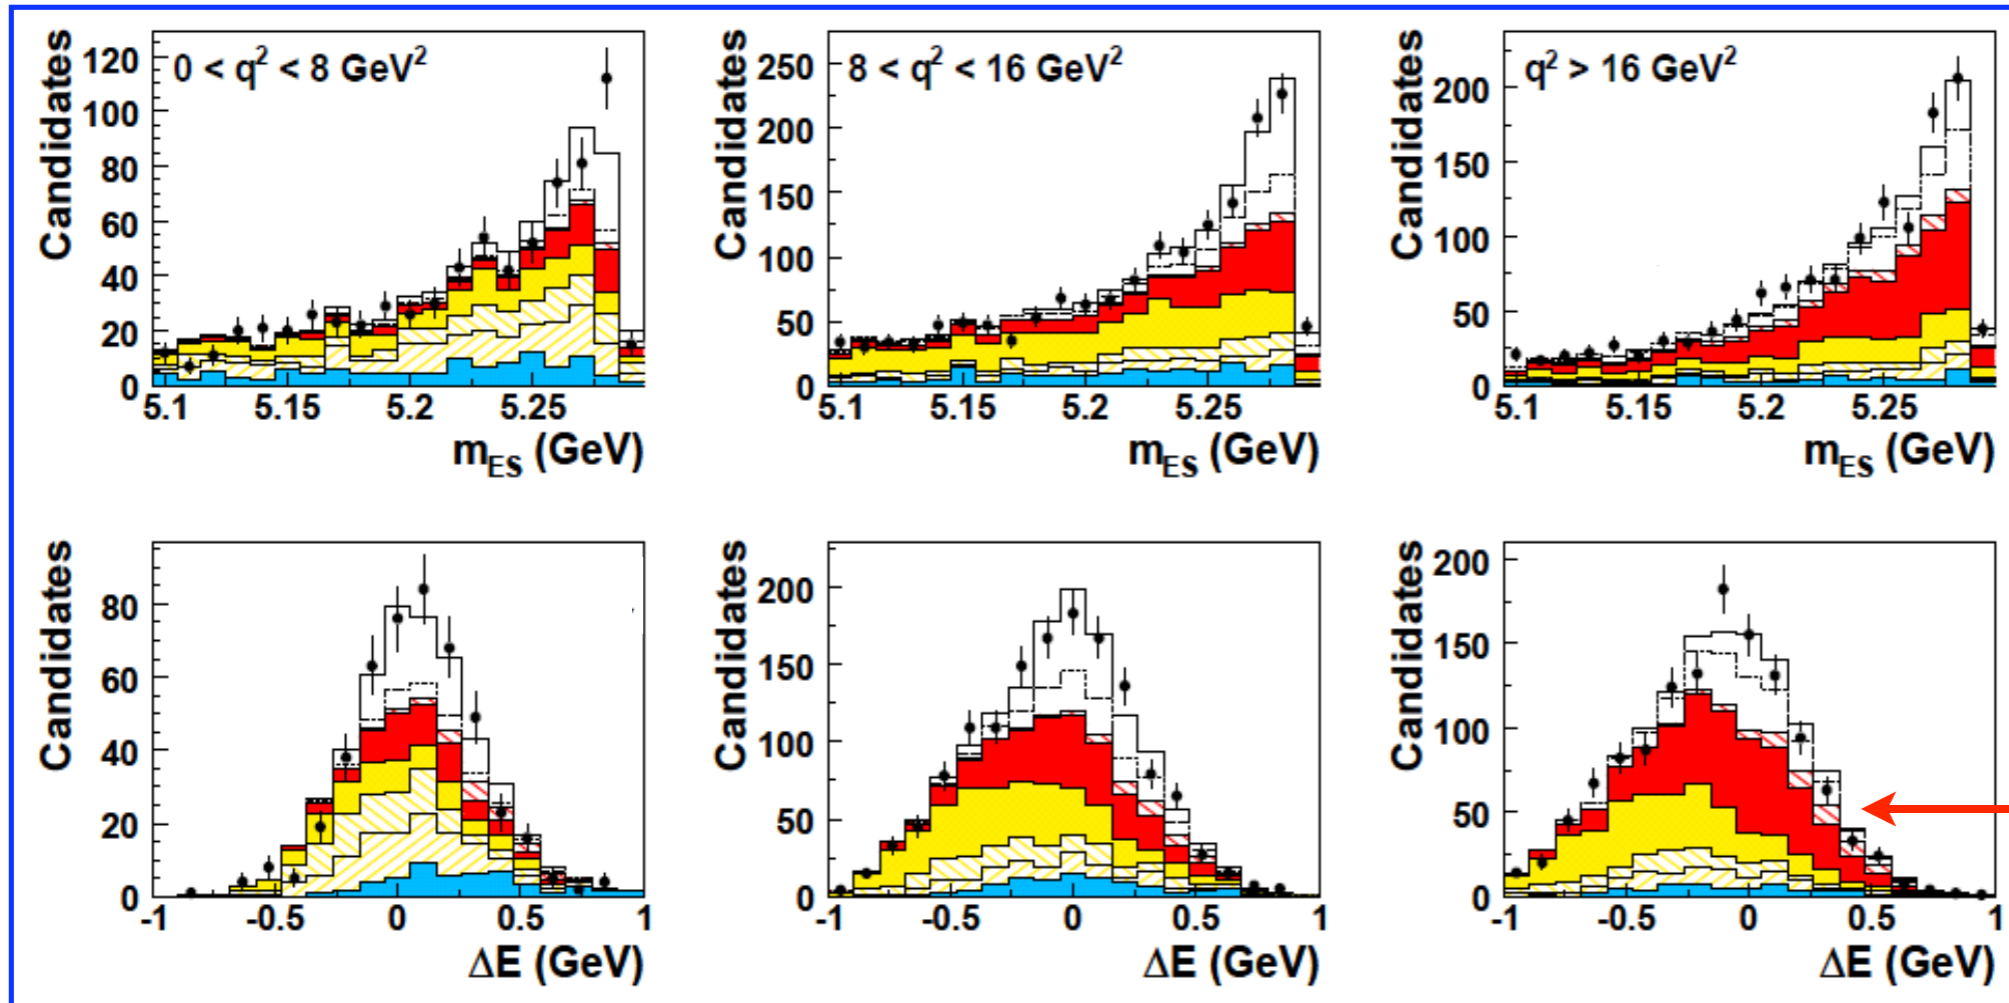 Candidates
120
100
80
60
40
20
0
0 < q² < 8 GeV²
5.1 5.15 5.2 5.25
m_ES (GeV)
Candidates
250
200
150
100
50
0
8 < q² < 16 GeV²
5.1 5.15 5.2 5.25
m_ES (GeV)
Candidates
200
150
100
50
0
q² > 16 GeV²
5.1 5.15 5.2 5.25
m_ES (GeV)
Candidates
80
60
40
20
0
-1 -0.5 0 0.5 1
ΔE (GeV)
Candidates
200
150
100
50
0
-1 -0.5 0 0.5 1
ΔE (GeV)
Candidates
200
150
100
50
0
-1 -0.5 0 0.5 1
ΔE (GeV)